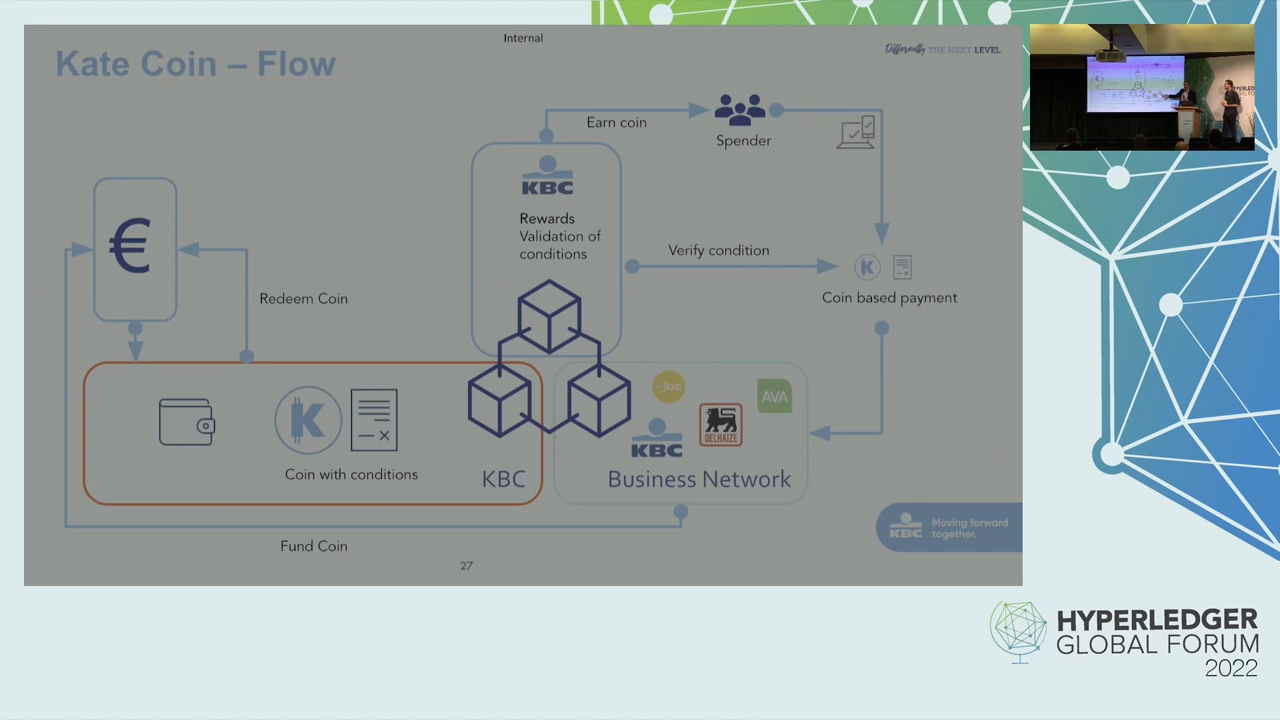 Internal
Differently THE NEXT LEVEL
Kate Coin – Flow
Earn coin
Spender
KBC
Rewards
Validation of
conditions
€
Verify condition
K
Redeem Coin
Coin based payment
jbc
AVA
K
DELHAIZE
KBC
Coin with conditions
KBC
Business Network
KBC
Moving forward
together.
Fund Coin
27
HYPERLEDGER
GLOBAL FORUM
2022